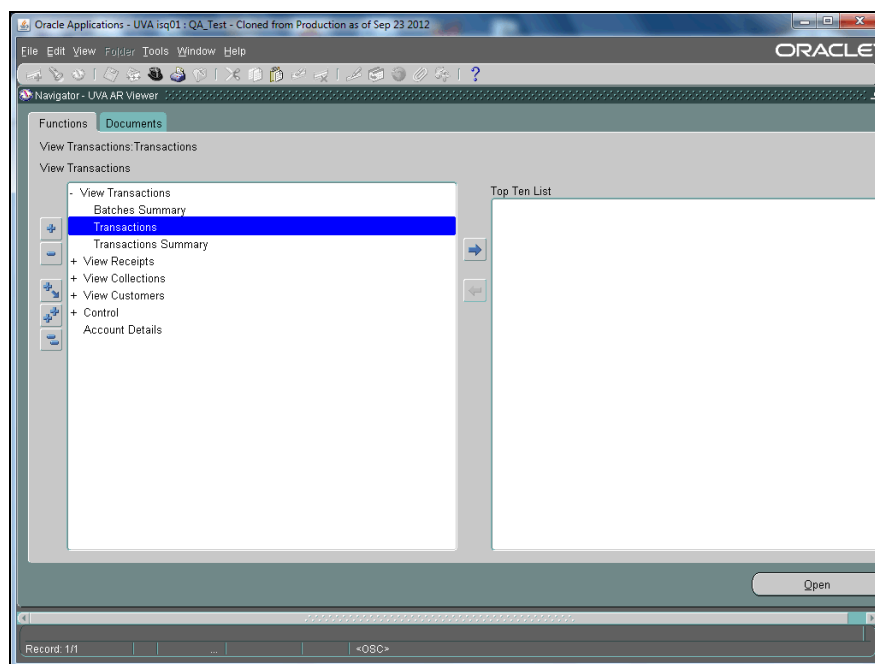 Oracle Applications - UVA isq01 : QA_Test - Cloned from Production as of Sep 23 2012
File Edit View Folder Tools Window Help
ORACLE
Navigator - UVA AR Viewer
Functions Documents
View Transactions:Transactions
View Transactions
- View Transactions
Batches Summary
Transactions
Transactions Summary
+ View Receipts
+ View Collections
+ View Customers
+ Control
Account Details
Top Ten List
Open
Record: 1/1 ... <OSC>